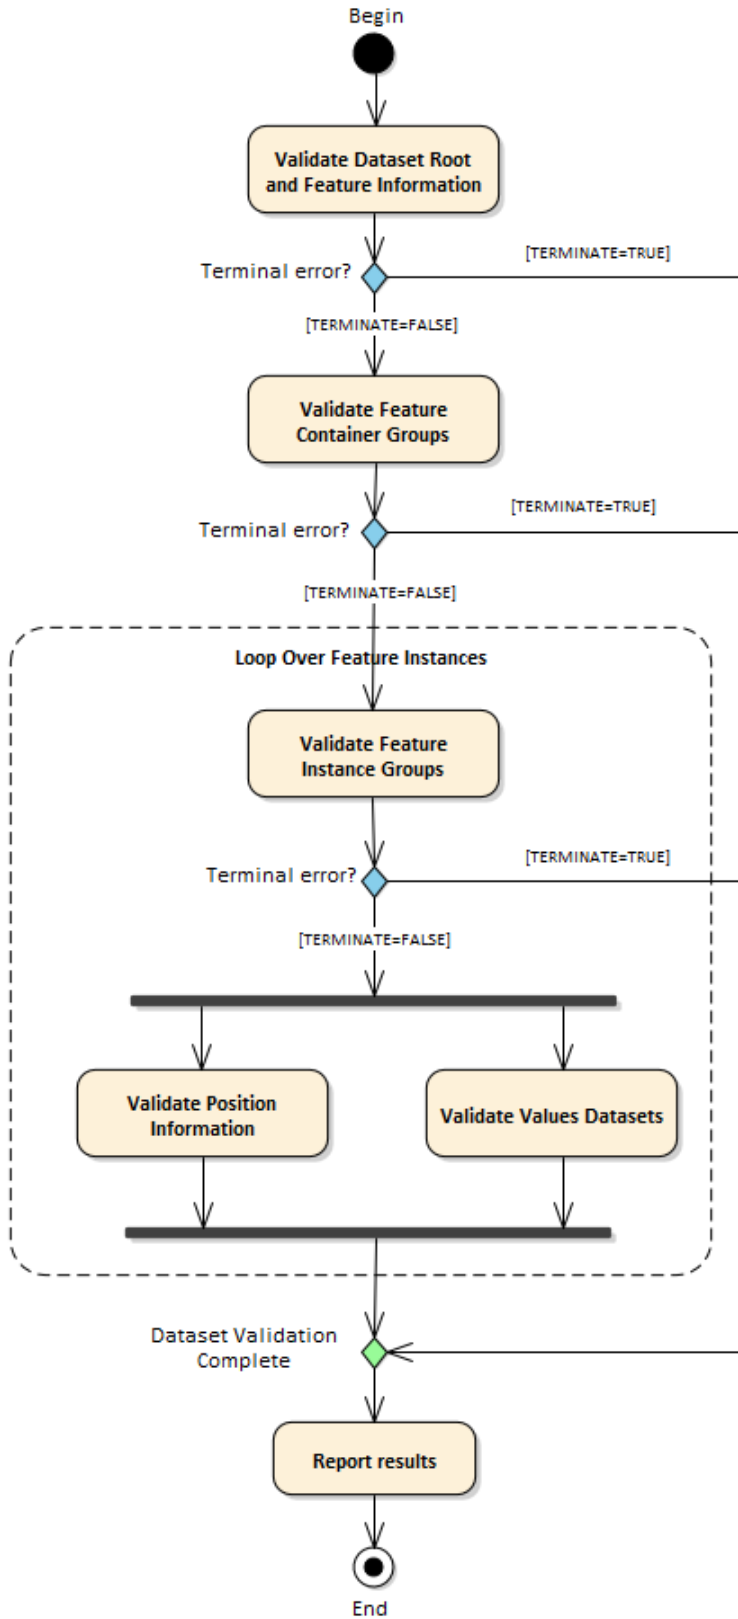 Begin
Validate Dataset Root
and Feature Information
Terminal error?
[TERMINATE=TRUE]
[TERMINATE=FALSE]
Validate Feature
Container Groups
[TERMINATE=TRUE]
Terminal error?
[TERMINATE=FALSE]
Loop Over Feature Instances
Validate Feature
Instance Groups
[TERMINATE=TRUE]
Terminal error?
[TERMINATE=FALSE]
Validate Position
Information
Validate Values Datasets
Dataset Validation
Complete
Report results
End